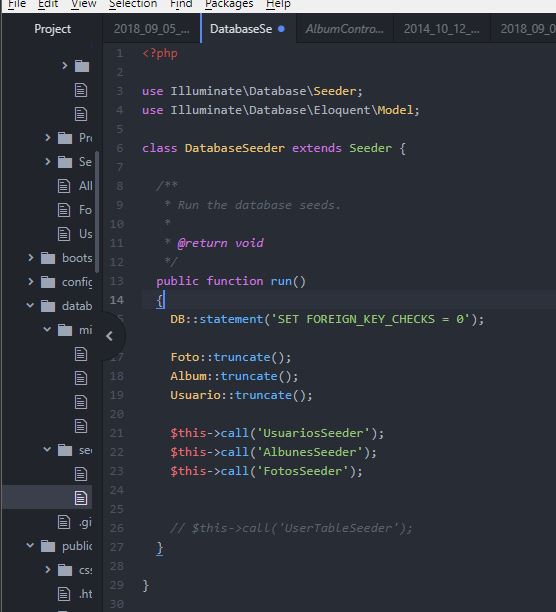 Menu Edit View Selection Find Packages Help
Project
2018_09_05_... DatabaseSe AlbumContro... 2014_10_12_... 2018_09_0
Pro
Se
All
Fo
Us
boots
config
datab
mi
see
.gi
public
css
.ht
1 <?php
2
3 use Illuminate\Database\Seeder;
4 use Illuminate\Database\Eloquent\Model;
5
6 class DatabaseSeeder extends Seeder {
7
8 /**
9 * Run the database seeds.
10 *
11 * @return void
12 */
13 public function run()
14 {
DB::statement('SET FOREIGN_KEY_CHECKS = 0');
17 Foto::truncate();
18 Album::truncate();
19 Usuario::truncate();
20
21 $this->call('UsuariosSeeder');
22 $this->call('AlbunesSeeder');
23 $this->call('FotosSeeder');
24
25
26 // $this->call('UserTableSeeder');
27 }
28
29 }
30